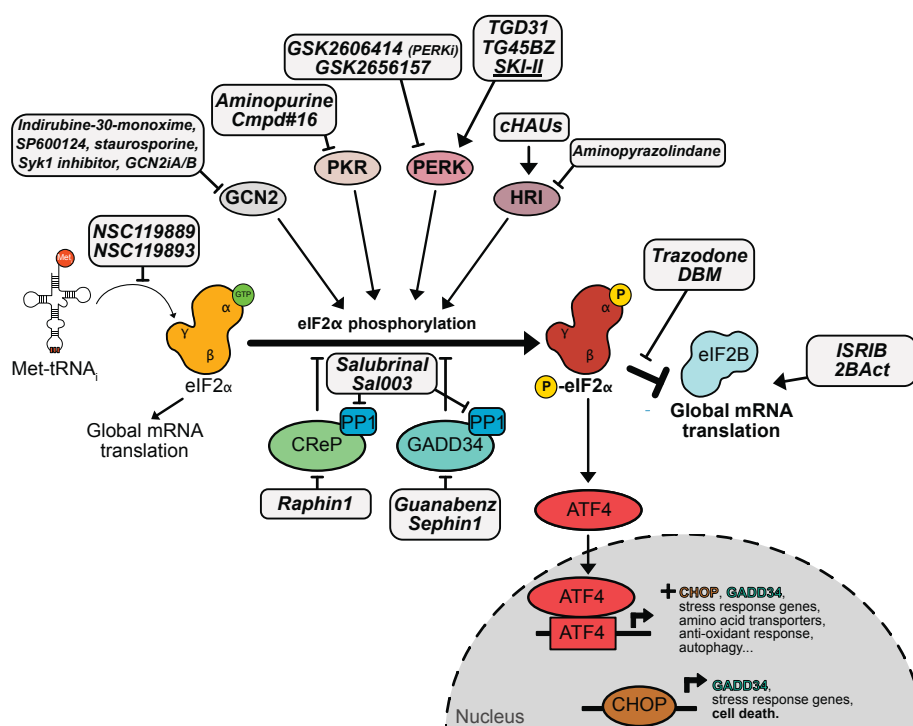 GSK2606414 (PERKi)
GSK2656157
TGD31
TG45BZ
SKI-II
Aminopurine
Cmpd#16
cHAUs
Indirubine-30-monoxime,
SP600124, staurosporine,
Syk1 inhibitor, GCN2iA/B
Aminopyrazolindane
GCN2
PKR
PERK
HRI
NSC119889
NSC119893
Met
Met-tRNAi
GTP
α
γ
β
eIF2α
Global mRNA
translation
eIF2α phosphorylation
P
α
γ
β
P-eIF2α
Trazodone
DBM
eIF2B
Global mRNA
translation
ISRIB
2BAct
Salubrinal
Sal003
PP1
CReP
PP1
GADD34
Raphin1
Guanabenz
Sephin1
ATF4
ATF4
ATF4
+ CHOP, GADD34,
stress response genes,
amino acid transporters,
anti-oxidant response,
autophagy...
CHOP
GADD34,
stress response genes,
cell death.
Nucleus